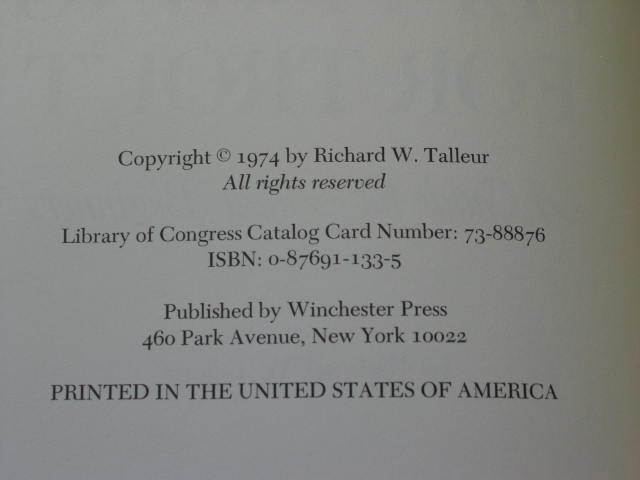 Copyright © 1974 by Richard W. Talleur
All rights reserved
Library of Congress Catalog Card Number: 73-88876
ISBN: 0-87691-133-5
Published by Winchester Press
460 Park Avenue, New York 10022
PRINTED IN THE UNITED STATES OF AMERICA